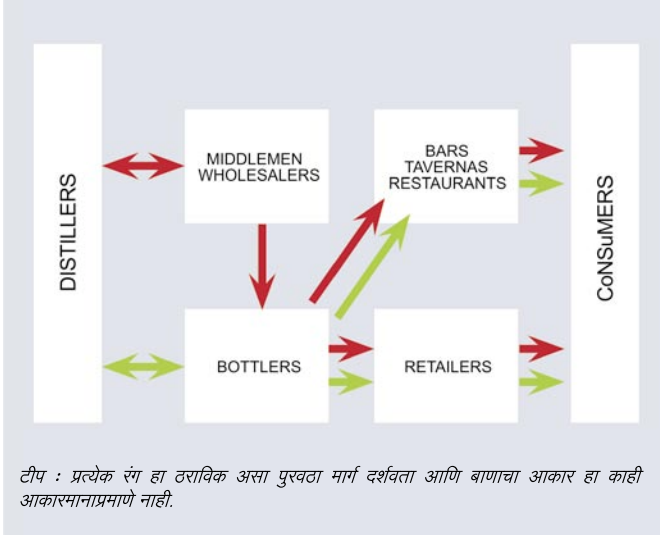 DISTILLERS
MIDDLEMEN
WHOLESALERS
BARS
TAVERNAS
RESTAURANTS
BOTTLERS
RETAILERS
CoNSuMERS
टीप : प्रत्येक रंग हा ठराविक असा पुरवठा मार्ग दर्शवता आणि बाणाचा आकार हा काही
आकारमानाप्रमाणे नाही.